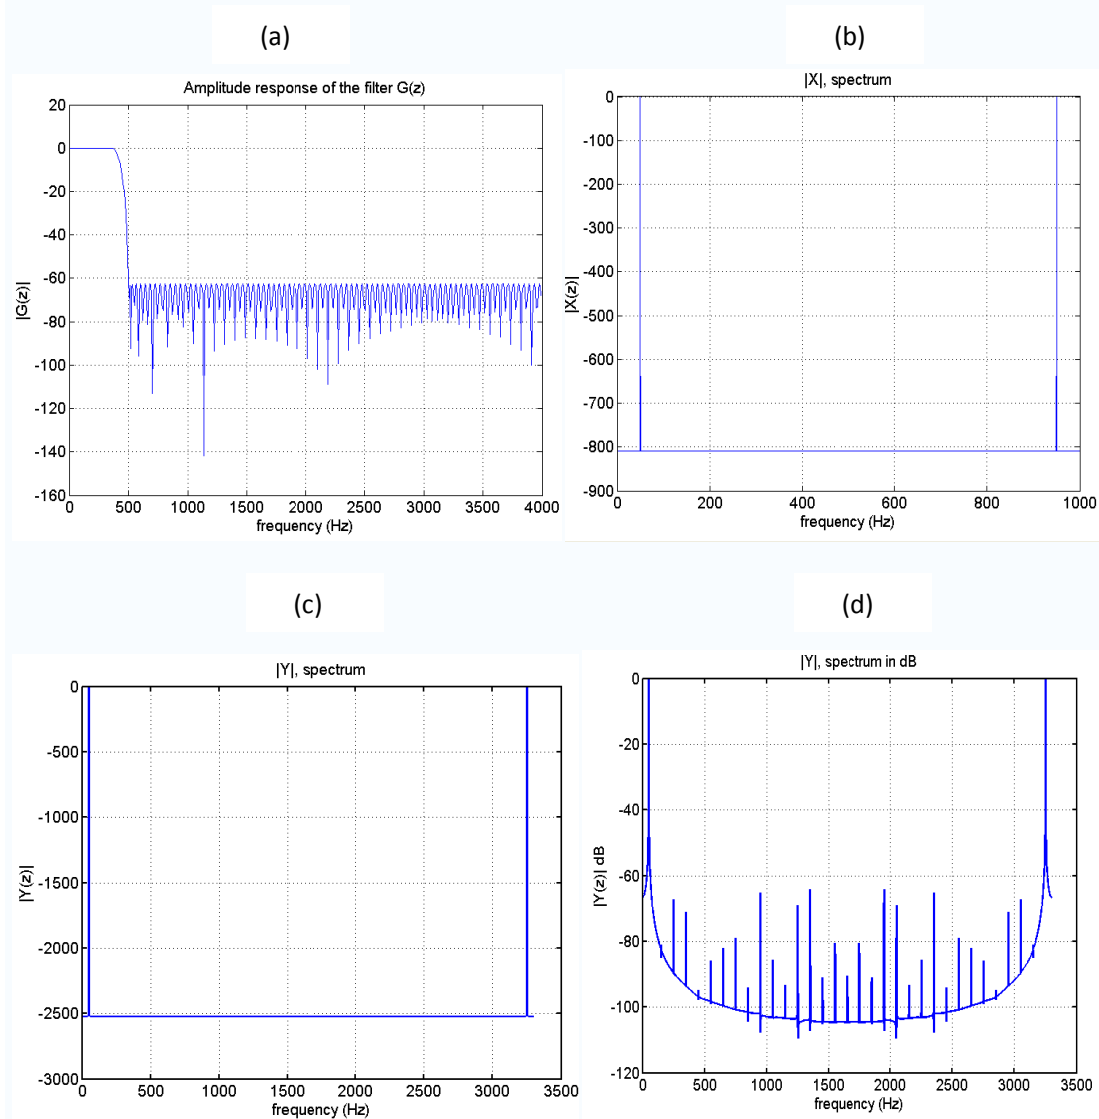 (a)
Amplitude response of the filter G(z)
20
0
-20
-40
-60
-80
-100
-120
-140
-160
|G(z)|
0 500 1000 1500 2000 2500 3000 3500 4000
frequency (Hz)
(b)
|X|, spectrum
0
-100
-200
-300
-400
-500
-600
-700
-800
-900
|X(z)|
0 200 400 600 800 1000
frequency (Hz)
(c)
|Y|, spectrum
0
-500
-1000
-1500
-2000
-2500
-3000
|Y(z)|
0 500 1000 1500 2000 2500 3000 3500
frequency (Hz)
(d)
|Y|, spectrum in dB
0
-20
-40
-60
-80
-100
-120
|Y(z)| dB
0 500 1000 1500 2000 2500 3000 3500
frequency (Hz)